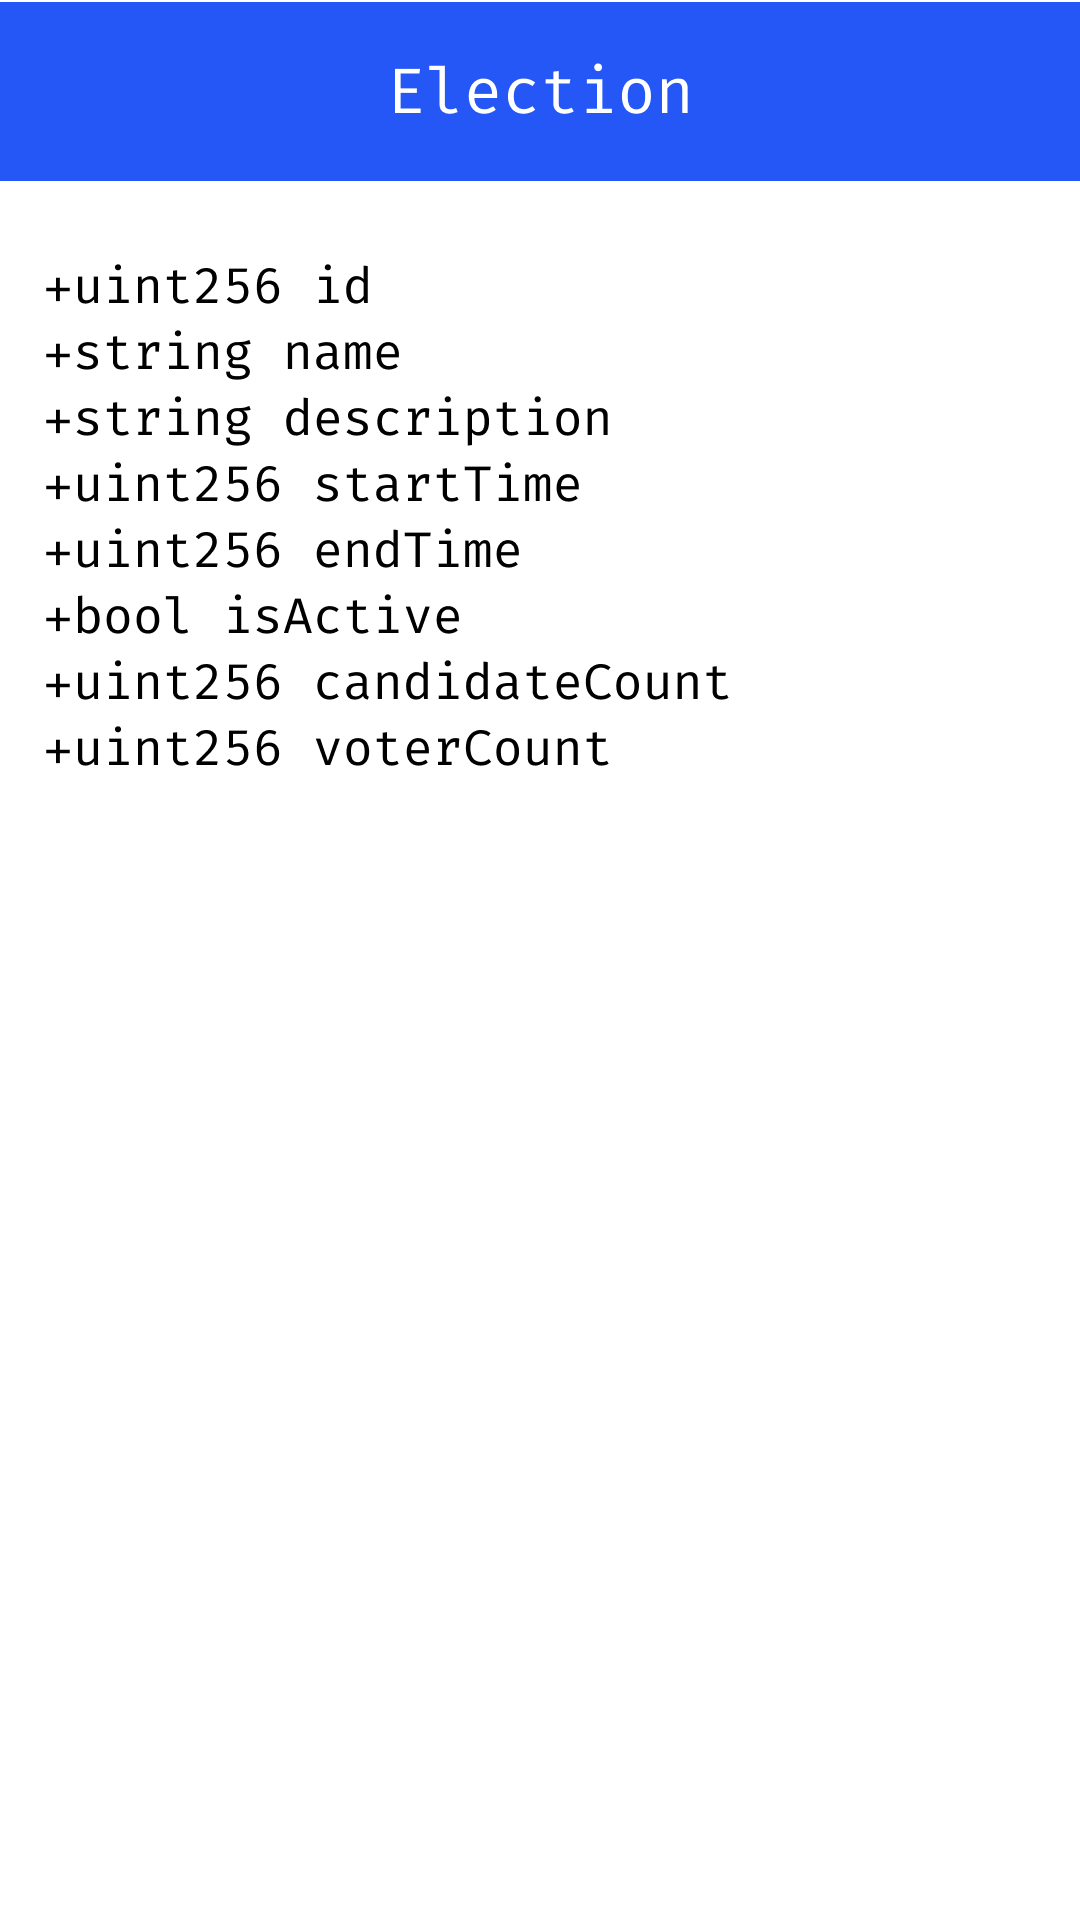 Election
+uint256 id
+string name
+string description
+uint256 startTime
+uint256 endTime
+bool isActive
+uint256 candidateCount
+uint256 voterCount